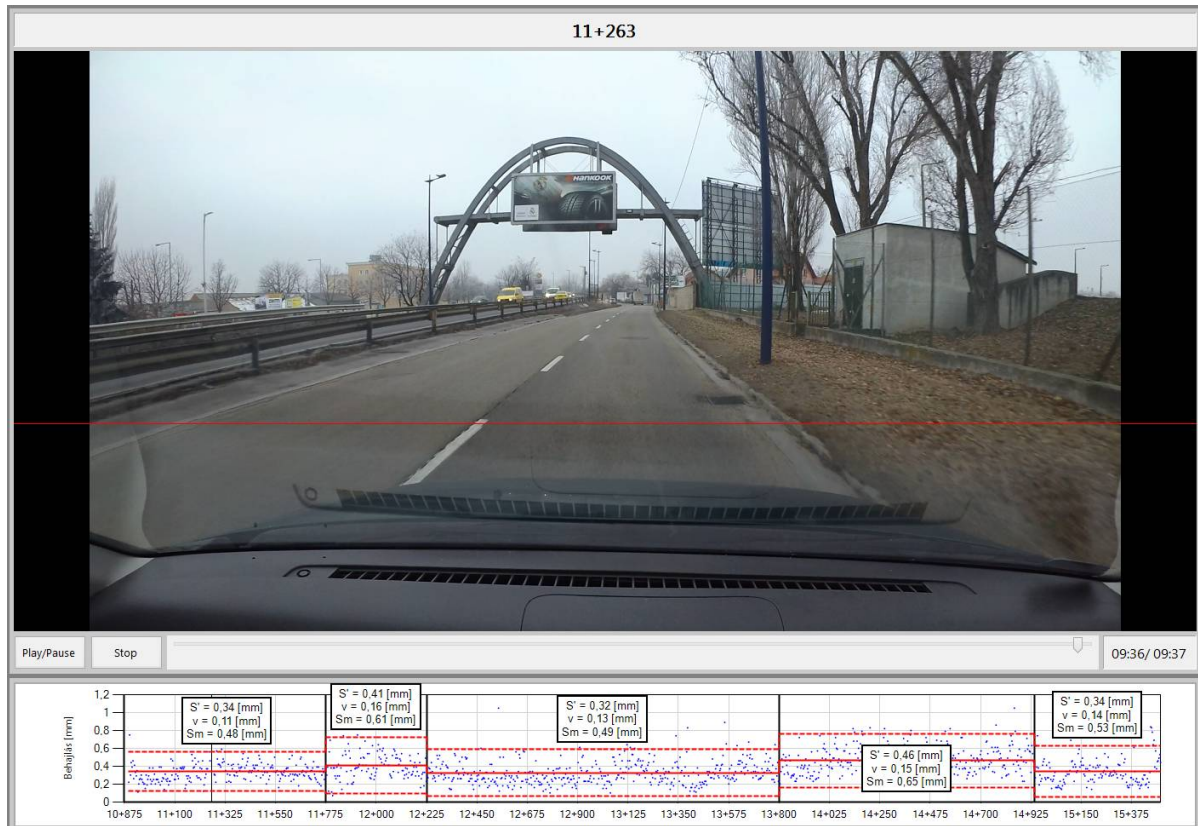 11+263
HANKOOK
Play/Pause
Stop
09:36/ 09:37
Behajlás [mm]
1,2
1
0,8
0,6
0,4
0,2
0
S' = 0,34 [mm]
v = 0,11 [mm]
Sm = 0,48 [mm]
S' = 0,41 [mm]
v = 0,16 [mm]
Sm = 0,61 [mm]
S' = 0,32 [mm]
v = 0,13 [mm]
Sm = 0,49 [mm]
S' = 0,46 [mm]
v = 0,15 [mm]
Sm = 0,65 [mm]
S' = 0,34 [mm]
v = 0,14 [mm]
Sm = 0,53 [mm]
10+875 11+100 11+325 11+550 11+775 12+000 12+225 12+450 12+675 12+900 13+125 13+350 13+575 13+800 14+025 14+250 14+475 14+700 14+925 15+150 15+375